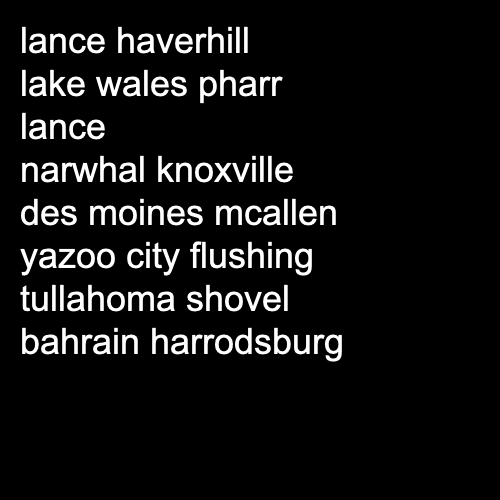 lance haverhill
lake wales pharr
lance
narwhal knoxville
des moines mcallen
yazoo city flushing
tullahoma shovel
bahrain harrodsburg